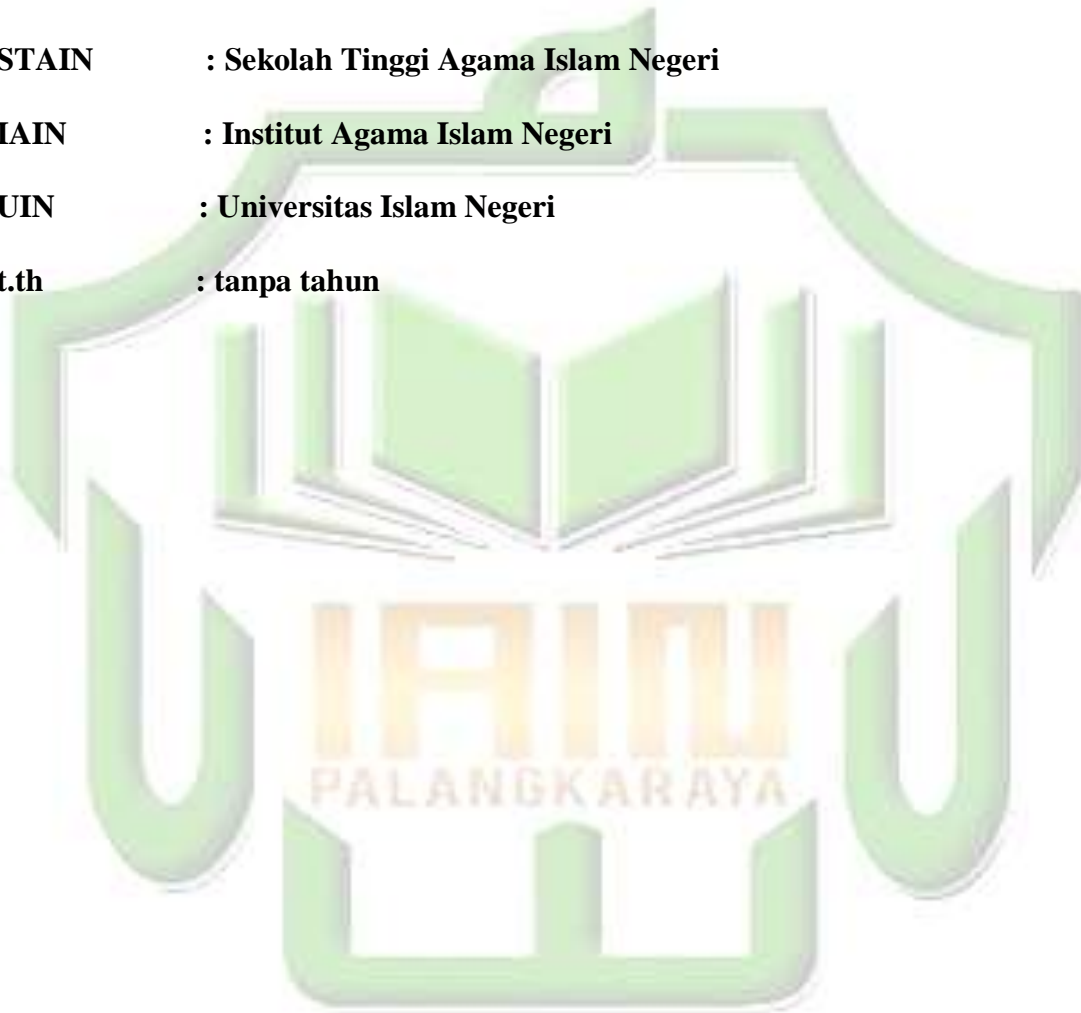 STAIN : Sekolah Tinggi Agama Islam Negeri
IAIN : Institut Agama Islam Negeri
UIN : Universitas Islam Negeri
t.th : tanpa tahun
IAIN
PALANGKARAYA